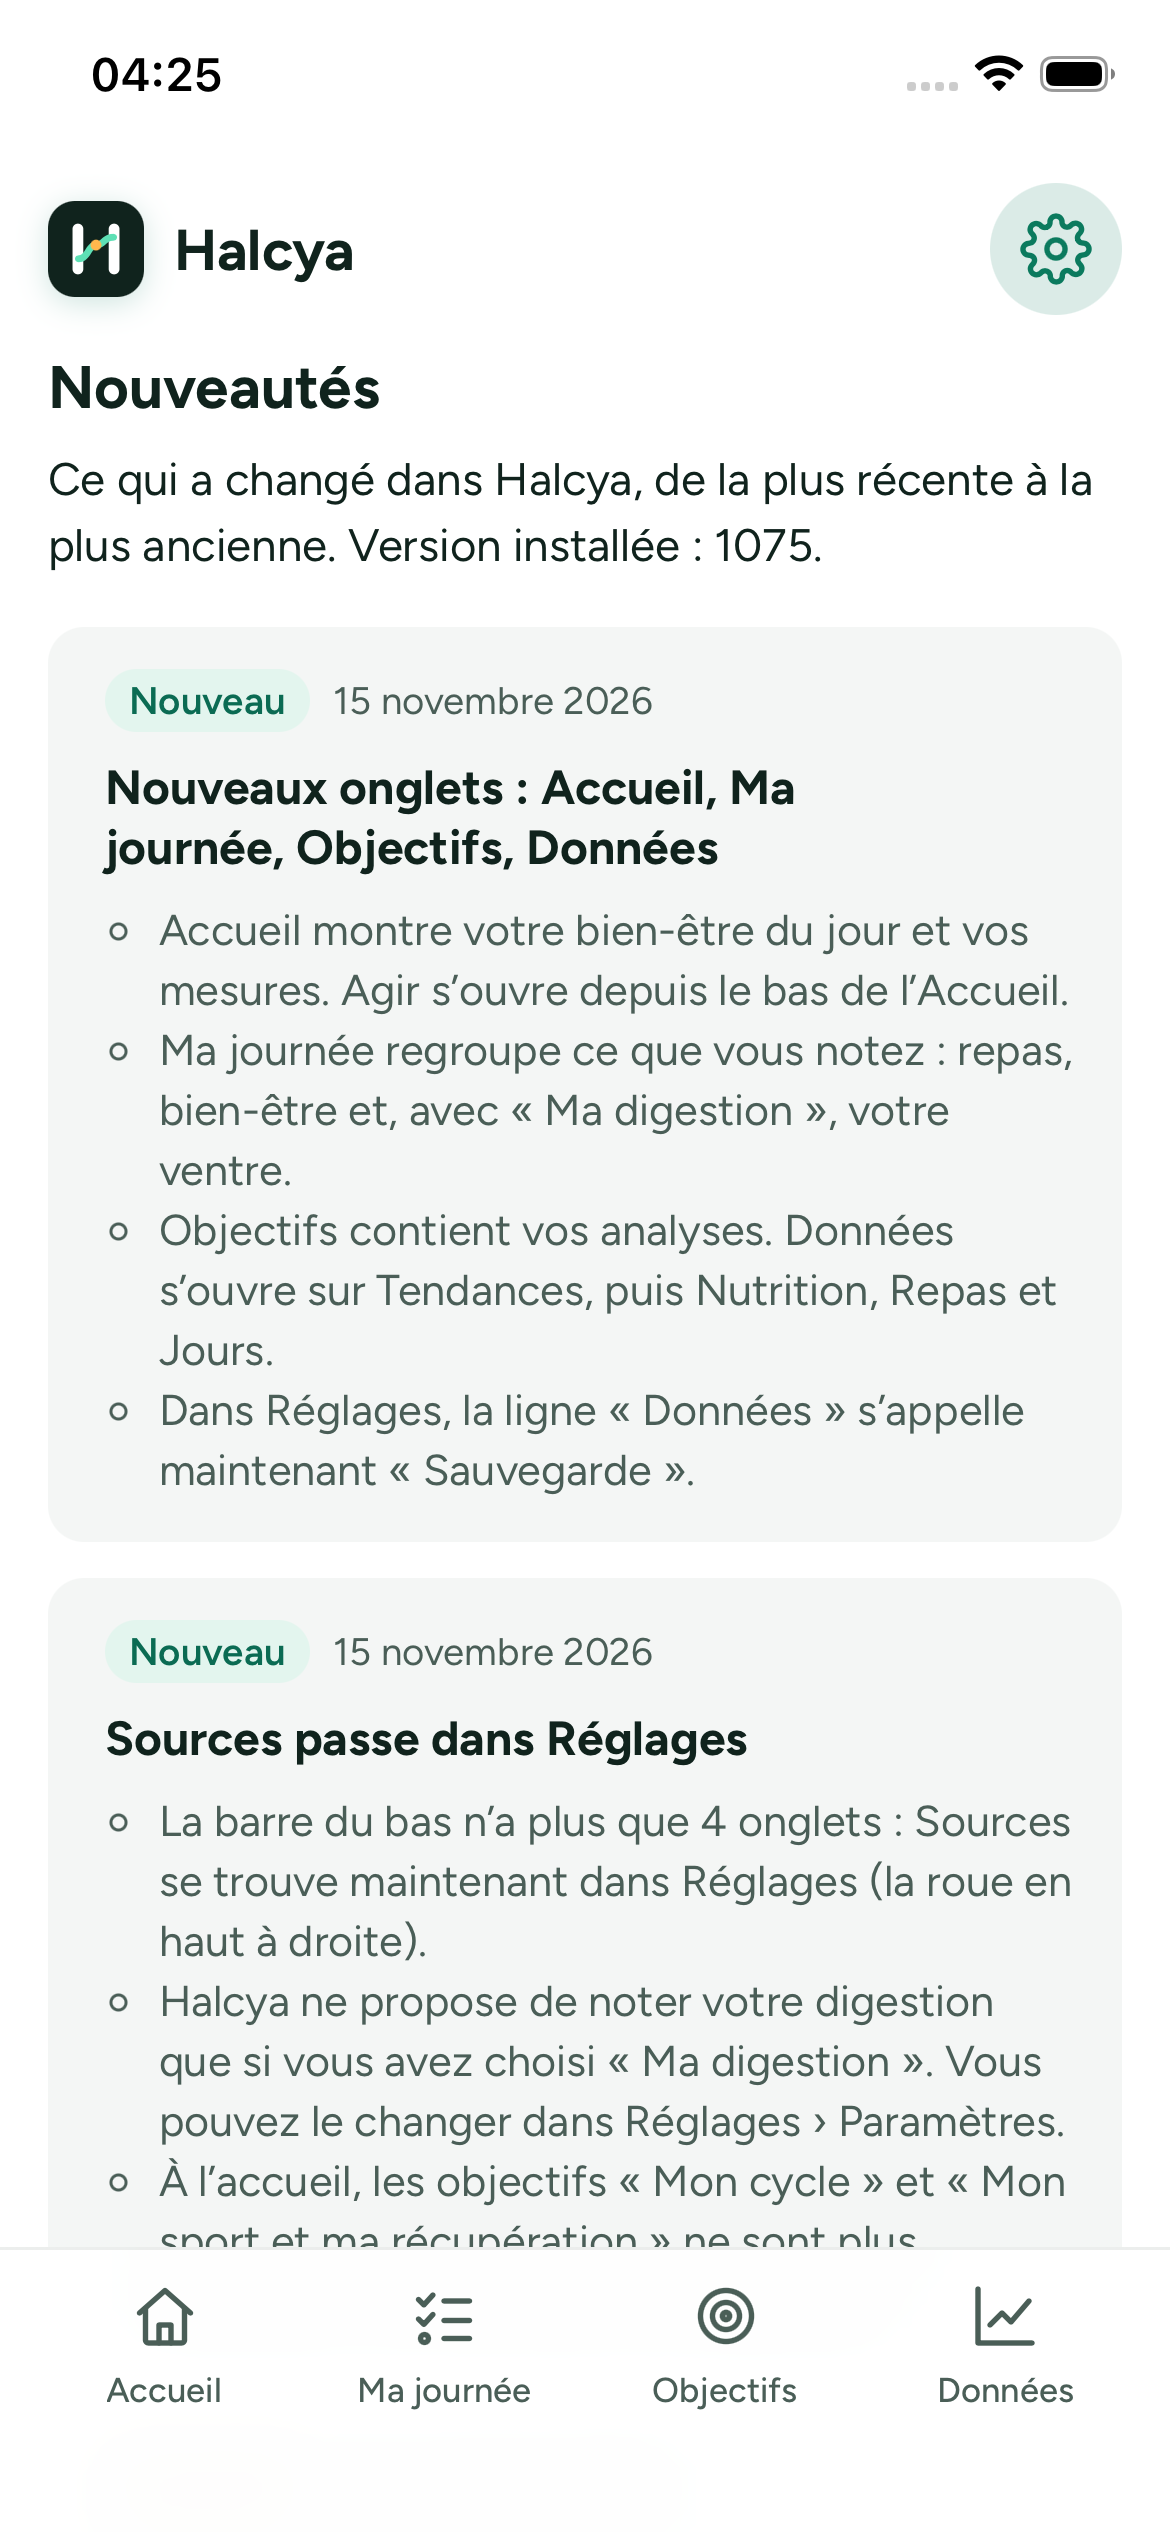 04:25
Halcya
Nouveautés
Ce qui a changé dans Halcya, de la plus récente à la
plus ancienne. Version installée : 1075.
Nouveau 15 novembre 2026
Nouveaux onglets : Accueil, Ma
journée, Objectifs, Données
Accueil montre votre bien-être du jour et vos
mesures. Agir s’ouvre depuis le bas de l’Accueil.
Ma journée regroupe ce que vous notez : repas,
bien-être et, avec « Ma digestion », votre
ventre.
Objectifs contient vos analyses. Données
s’ouvre sur Tendances, puis Nutrition, Repas et
Jours.
Dans Réglages, la ligne « Données » s’appelle
maintenant « Sauvegarde ».
Nouveau 15 novembre 2026
Sources passe dans Réglages
La barre du bas n’a plus que 4 onglets : Sources
se trouve maintenant dans Réglages (la roue en
haut à droite).
Halcya ne propose de noter votre digestion
que si vous avez choisi « Ma digestion ». Vous
pouvez le changer dans Réglages › Paramètres.
À l’accueil, les objectifs « Mon cycle » et « Mon
sport et ma récupération » ne sont plus
Accueil
Ma journée
Objectifs
Données